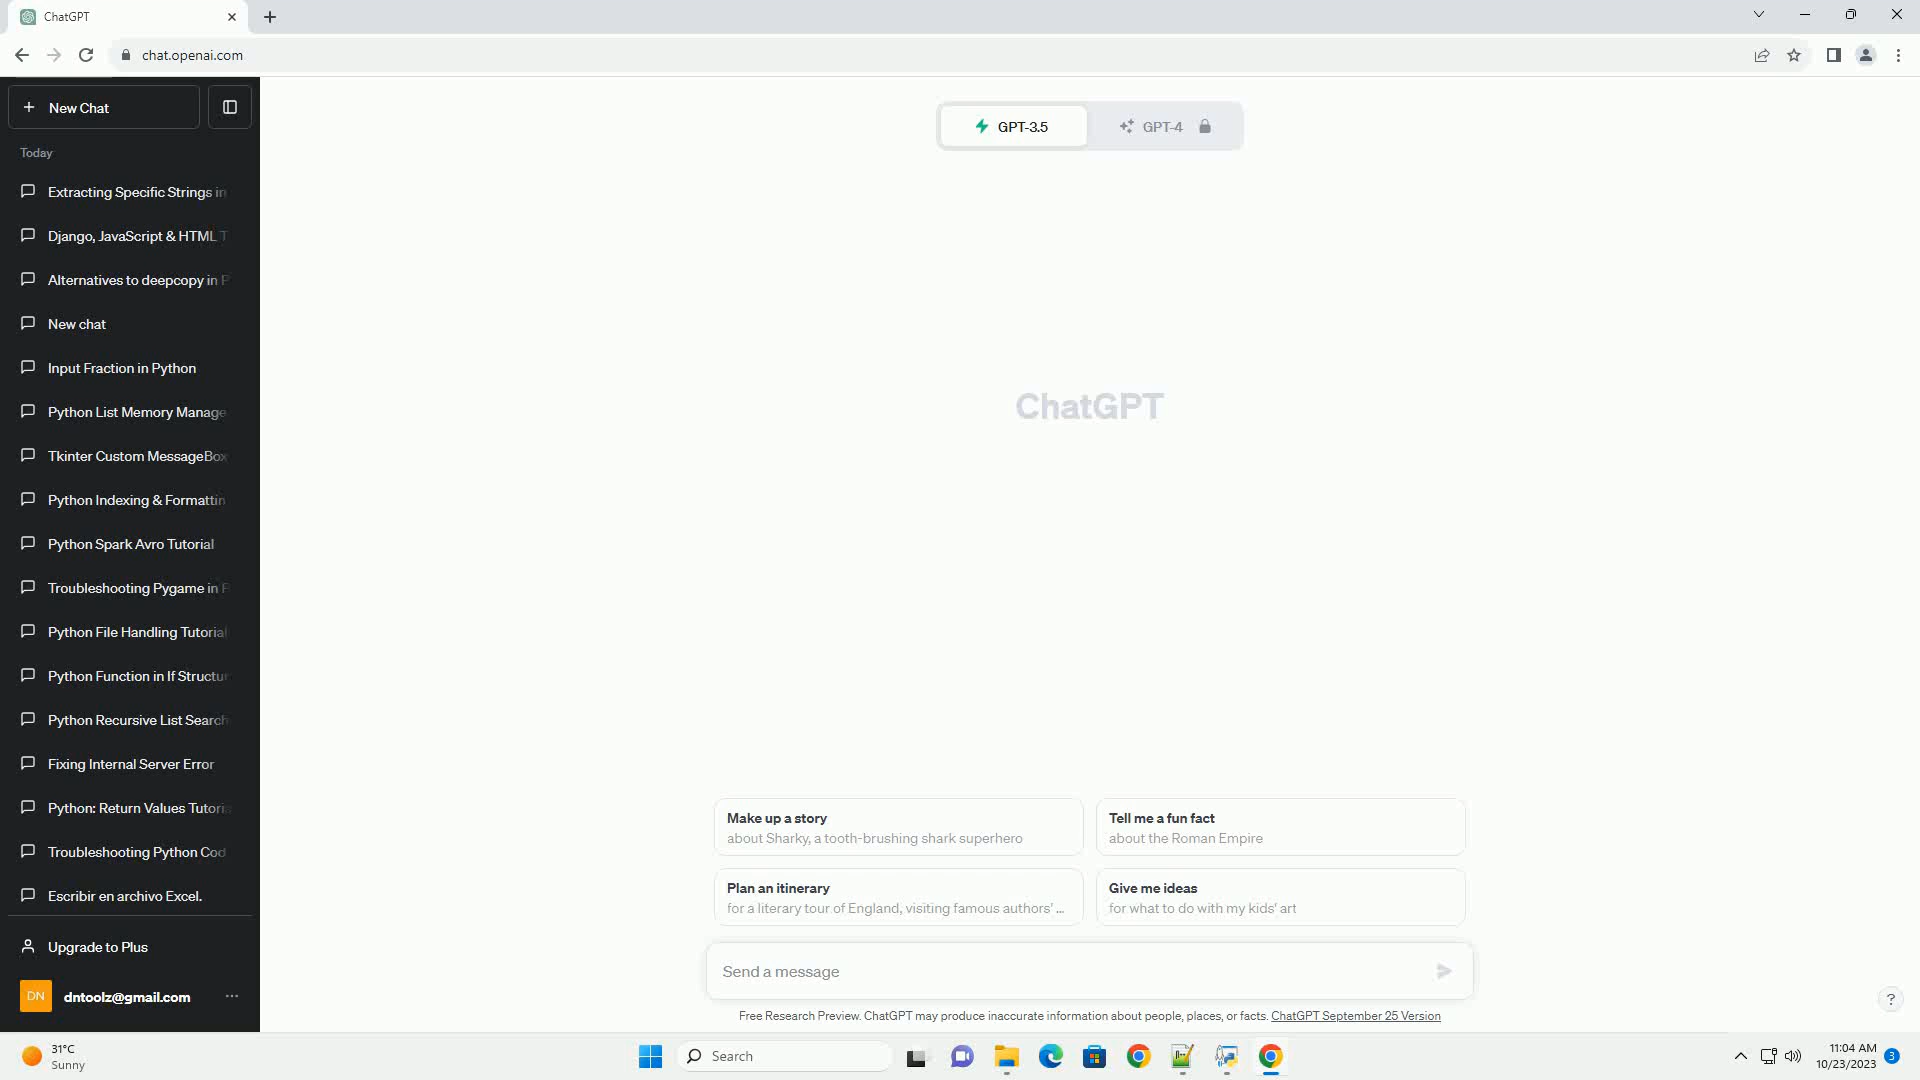 ChatGPT
chat.openai.com
New Chat
Today
Extracting Specific Strings in
Django, JavaScript & HTML T
Alternatives to deepcopy in P
New chat
Input Fraction in Python
Python List Memory Manage
Tkinter Custom MessageBox
Python Indexing & Formattin
Python Spark Avro Tutorial
Troubleshooting Pygame in P
Python File Handling Tutorial
Python Function in If Structur
Python Recursive List Search
Fixing Internal Server Error
Python: Return Values Tutoria
Troubleshooting Python Cod
Escribir en archivo Excel.
Upgrade to Plus
DN dntoolz@gmail.com
GPT-3.5 GPT-4
ChatGPT
Make up a story
about Sharky, a tooth-brushing shark superhero
Tell me a fun fact
about the Roman Empire
Plan an itinerary
for a literary tour of England, visiting famous authors' ...
Give me ideas
for what to do with my kids' art
Send a message
Free Research Preview. ChatGPT may produce inaccurate information about people, places, or facts. ChatGPT September 25 Version
?
31°C
Sunny
Search
11:04 AM
10/23/2023
3